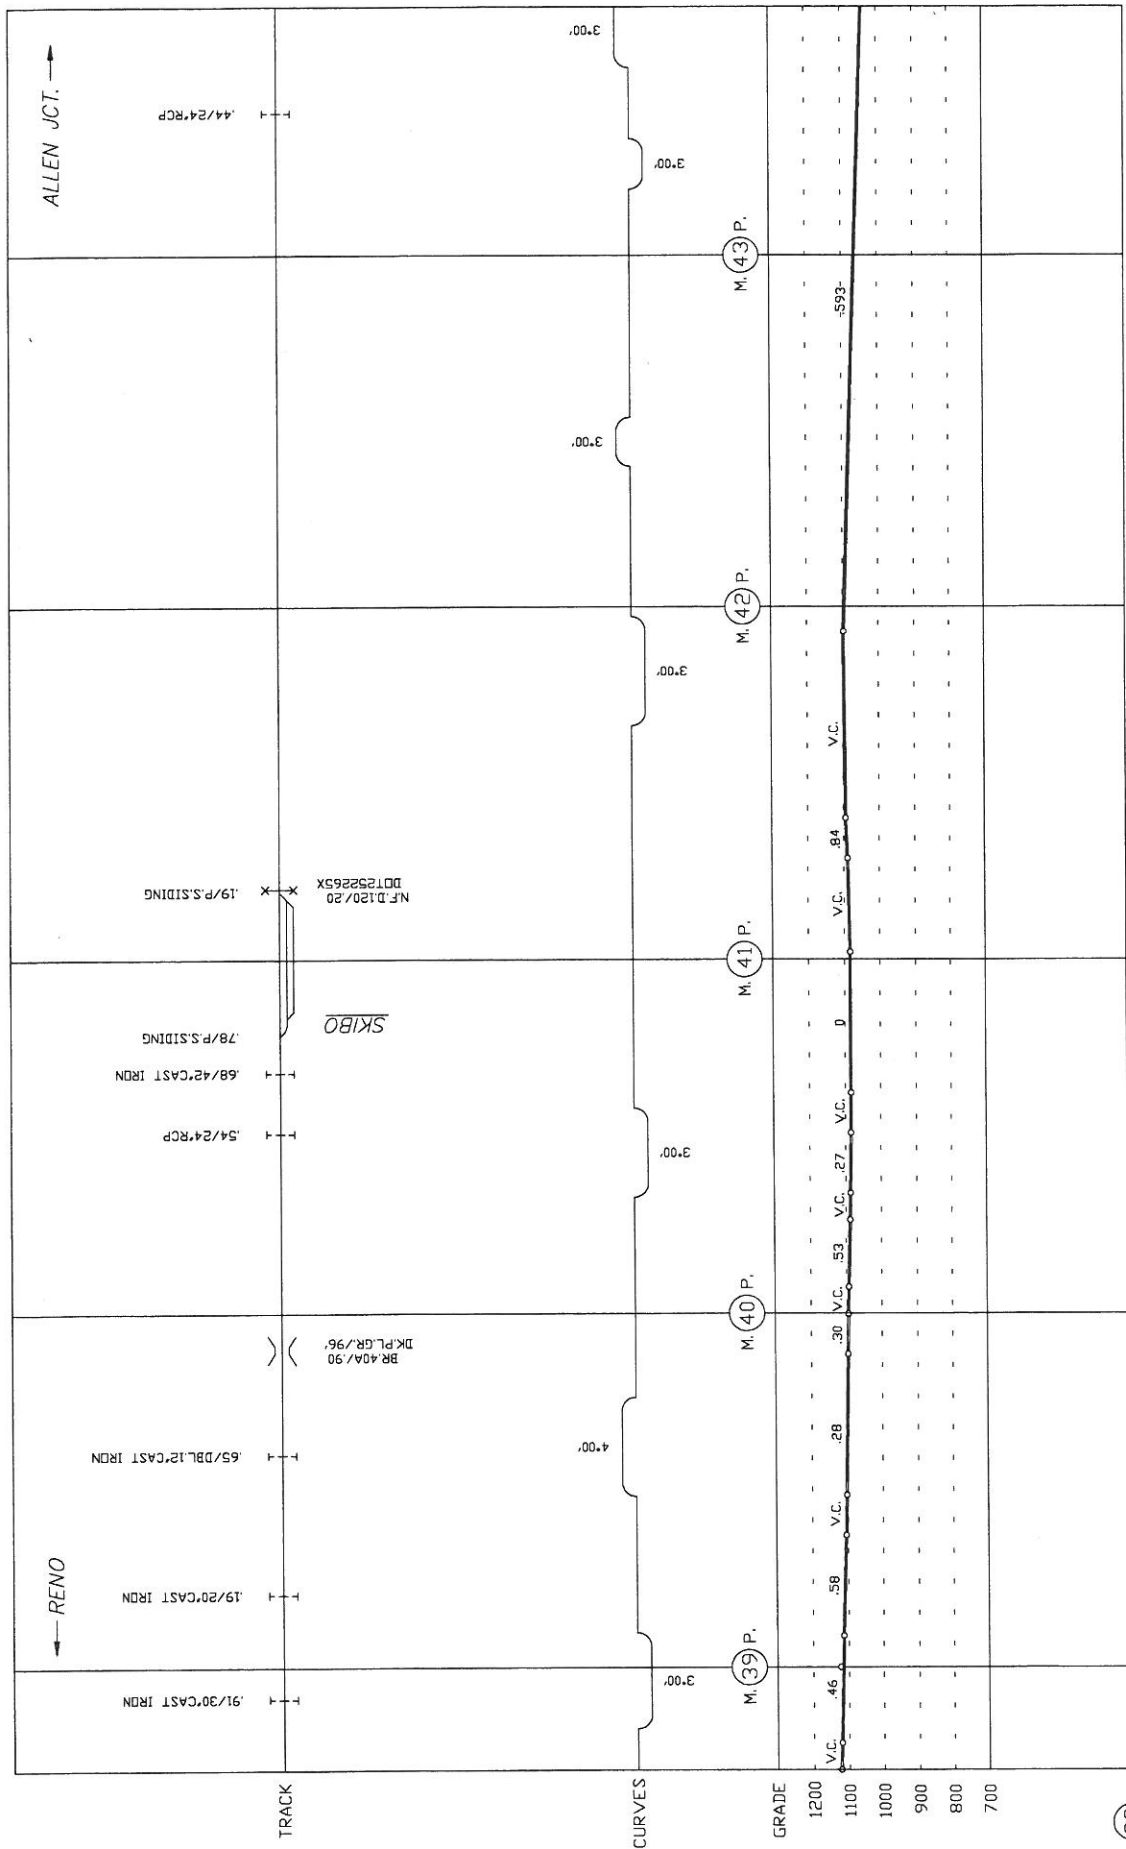 ← RENO
ALLEN JCT. →
.91/30"CAST IRON
.19/20"CAST IRON
.65/DBL.12"CAST IRON
.54/24"RCP
.68/42"CAST IRON
.78/P.S.SIDING
.19/P.S.SIDING
.44/24"RCP
TRACK
BR.40A/.90
DK.PL.GR./96'
SKIBO
N.F.D.120/.20
DOT252265X
CURVES
3°00'
4°00'
3°00'
3°00'
3°00'
3°00'
3°00'
M. 39 P.
M. 40 P.
M. 41 P.
M. 42 P.
M. 43 P.
GRADE
1200
1100
1000
900
800
700
V.C.
.46
.58
V.C.
.28
.30
V.C.
.53
V.C.
.27
V.C.
0
V.C.
.84
V.C.
.593